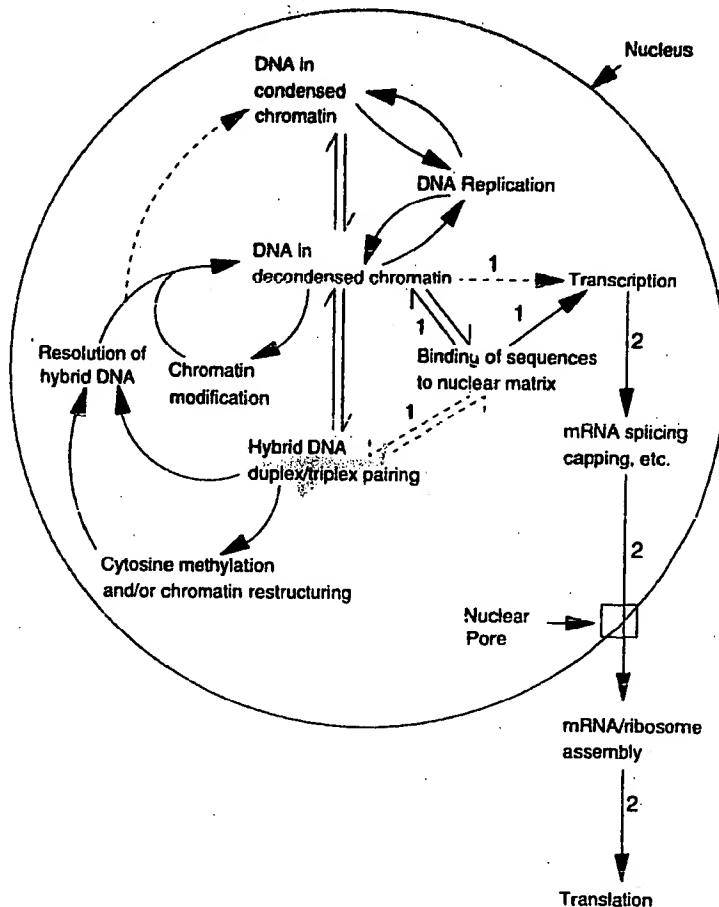 Nucleus
DNA in
condensed
chromatin
DNA Replication
DNA in
decondensed chromatin
1
Transcription
1
1
2
Resolution of
hybrid DNA
Chromatin
modification
Binding of sequences
to nuclear matrix
1
mRNA splicing
capping, etc.
Hybrid DNA
duplex/triplex pairing
2
Cytosine methylation
and/or chromatin restructuring
Nuclear
Pore
mRNA/ribosome
assembly
2
Translation